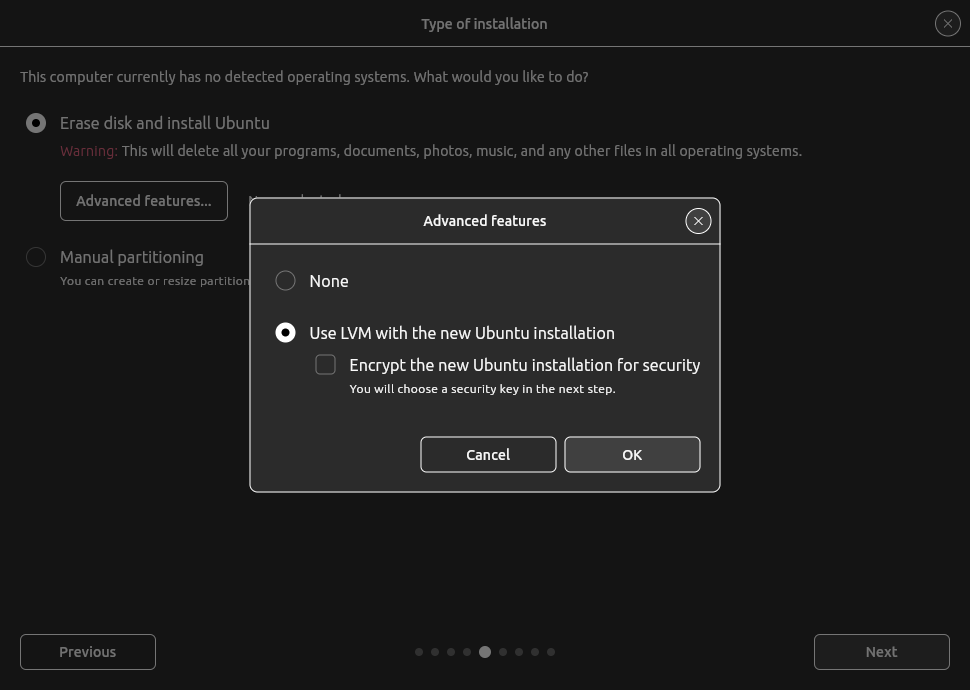 Type of installation
This computer currently has no detected operating systems. What would you like to do?
Erase disk and install Ubuntu
Warning: This will delete all your programs, documents, photos, music, and any other files in all operating systems.
Advanced features...
Manual partitioning
You can create or resize partition
Advanced features
None
Use LVM with the new Ubuntu installation
Encrypt the new Ubuntu installation for security
You will choose a security key in the next step.
Cancel
OK
Previous
Next